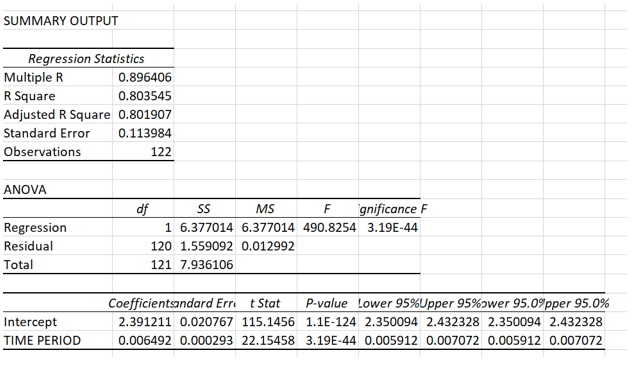 SUMMARY OUTPUT
Regression Statistics
Multiple R 0.896406
R Square 0.803545
Adjusted R Square 0.801907
Standard Error 0.113984
Observations 122
ANOVA
df SS MS F gnificance F
Regression 1 6.377014 6.377014 490.8254 3.19E-44
Residual 120 1.559092 0.012992
Total 121 7.936106
Coefficients andard Erro t Stat P-value Lower 95% Upper 95% ower 95.0% pper 95.0%
Intercept 2.391211 0.020767 115.1456 1.1E-124 2.350094 2.432328 2.350094 2.432328
TIME PERIOD 0.006492 0.000293 22.15458 3.19E-44 0.005912 0.007072 0.005912 0.007072